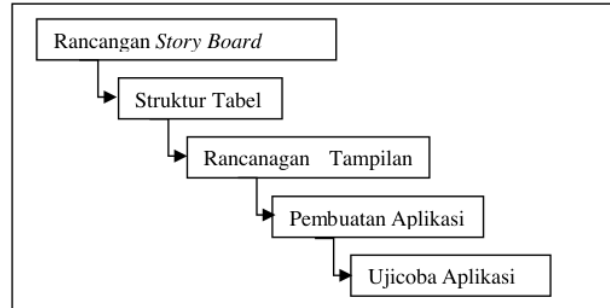 Rancangan Story Board
Struktur Tabel
Rancanagan Tampilan
Pembuatan Aplikasi
Ujicoba Aplikasi